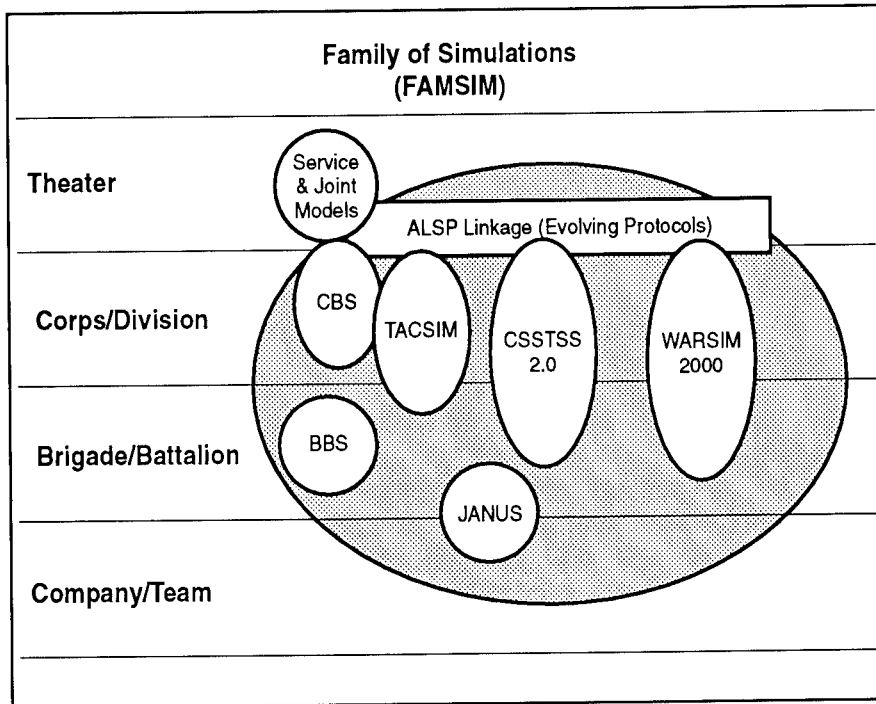 Family of Simulations
(FAMSIM)
Theater
Service
& Joint
Models
ALSP Linkage (Evolving Protocols)
Corps/Division
CBS
TACSIM
CSSTSS
2.0
WARSIM
2000
Brigade/Battalion
BBS
JANUS
Company/Team